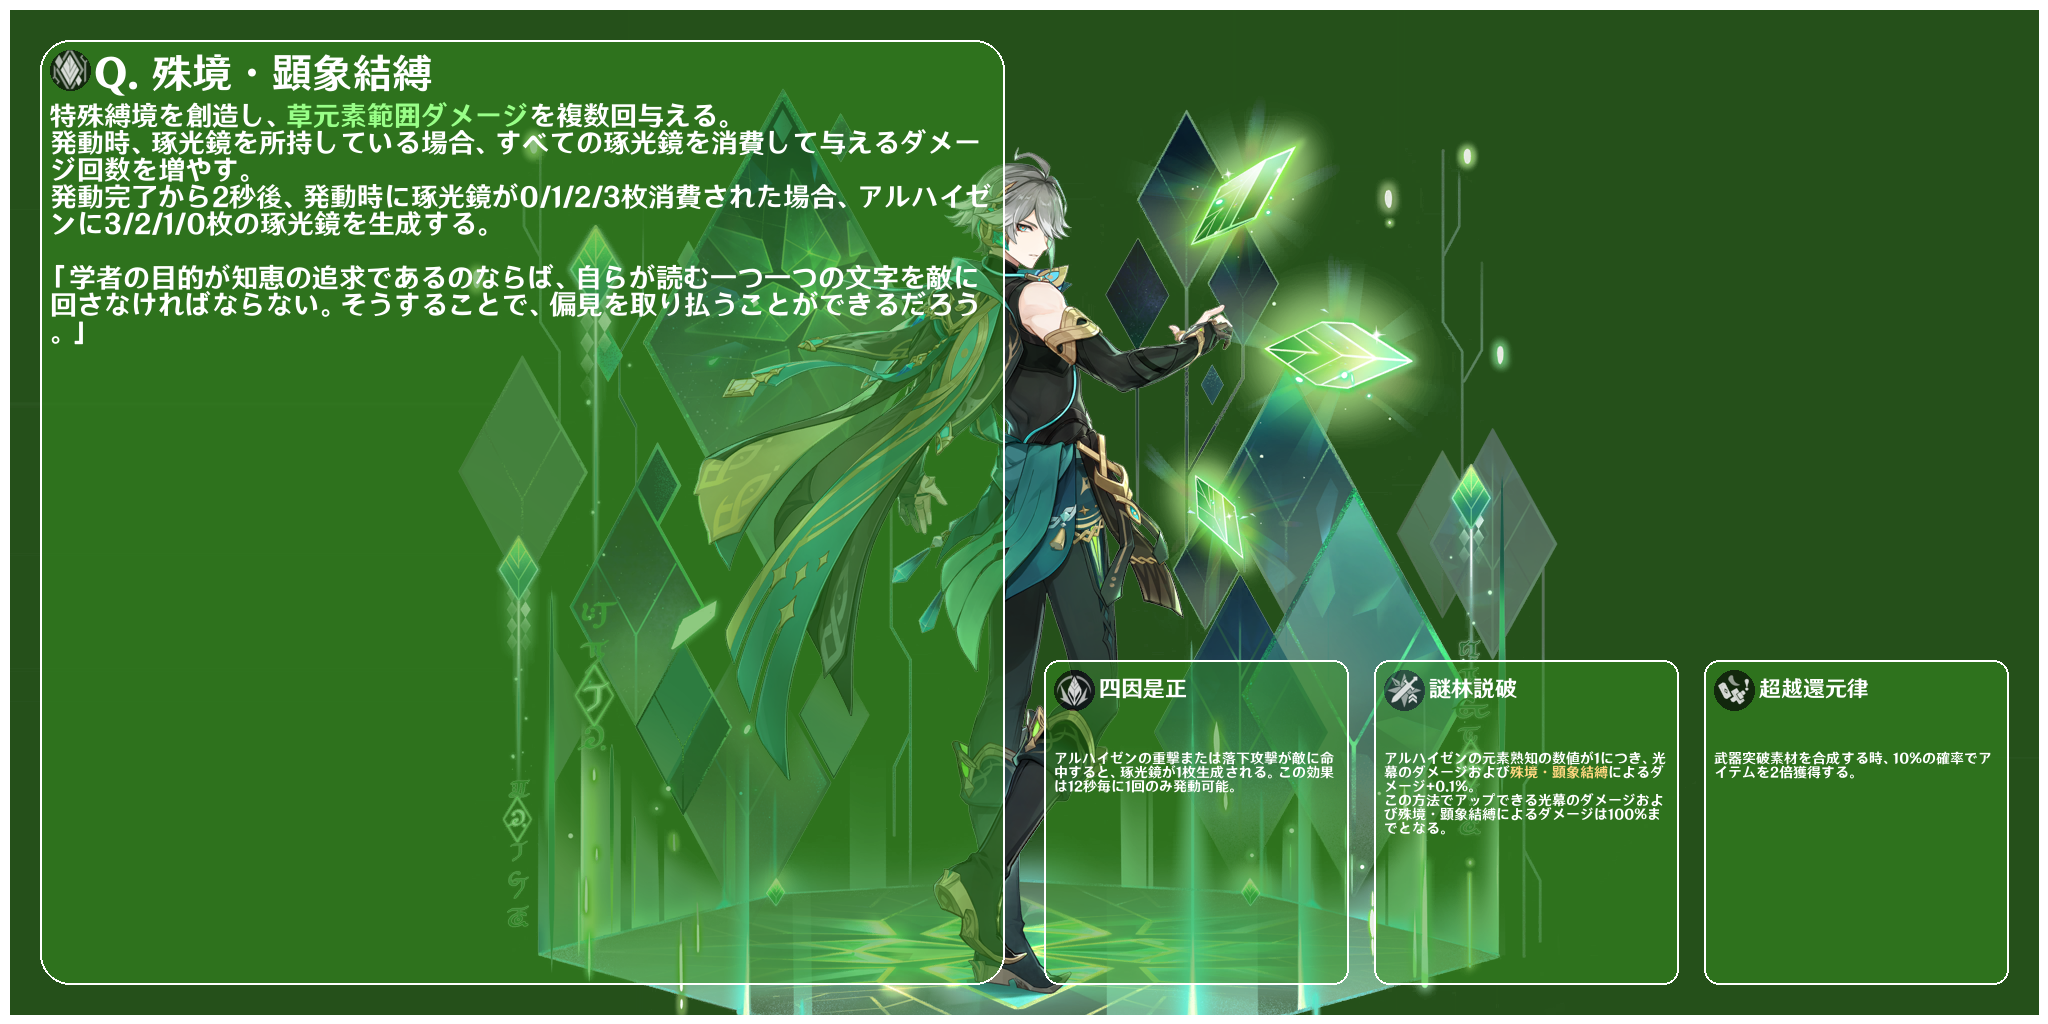 Q. 殊境・顕象結縛
特殊縛境を創造し、草元素範囲ダメージを複数回与える。
発動時、琢光鏡を所持している場合、すべての琢光鏡を消費して与えるダメー
ジ回数を増やす。
発動完了から2秒後、発動時に琢光鏡が0/1/2/3枚消費された場合、アルハイゼ
ンに3/2/1/0枚の琢光鏡を生成する。
「学者の目的が知恵の追求であるのならば、自らが読む一つ一つの文字を敵に
回さなければならない。そうすることで、偏見を取り払うことができるだろう
。」
四因是正
アルハイゼンの重撃または落下攻撃が敵に命
中すると、琢光鏡が1枚生成される。この効果
は12秒毎に1回のみ発動可能。
謎林説破
アルハイゼンの元素熟知の数値が1につき、光
幕のダメージおよび殊境・顕象結縛によるダ
メージ+0.1%。
この方法でアップできる光幕のダメージおよ
び殊境・顕象結縛によるダメージは100%ま
でとなる。
超越還元律
武器突破素材を合成する時、10%の確率でア
イテムを2倍獲得する。